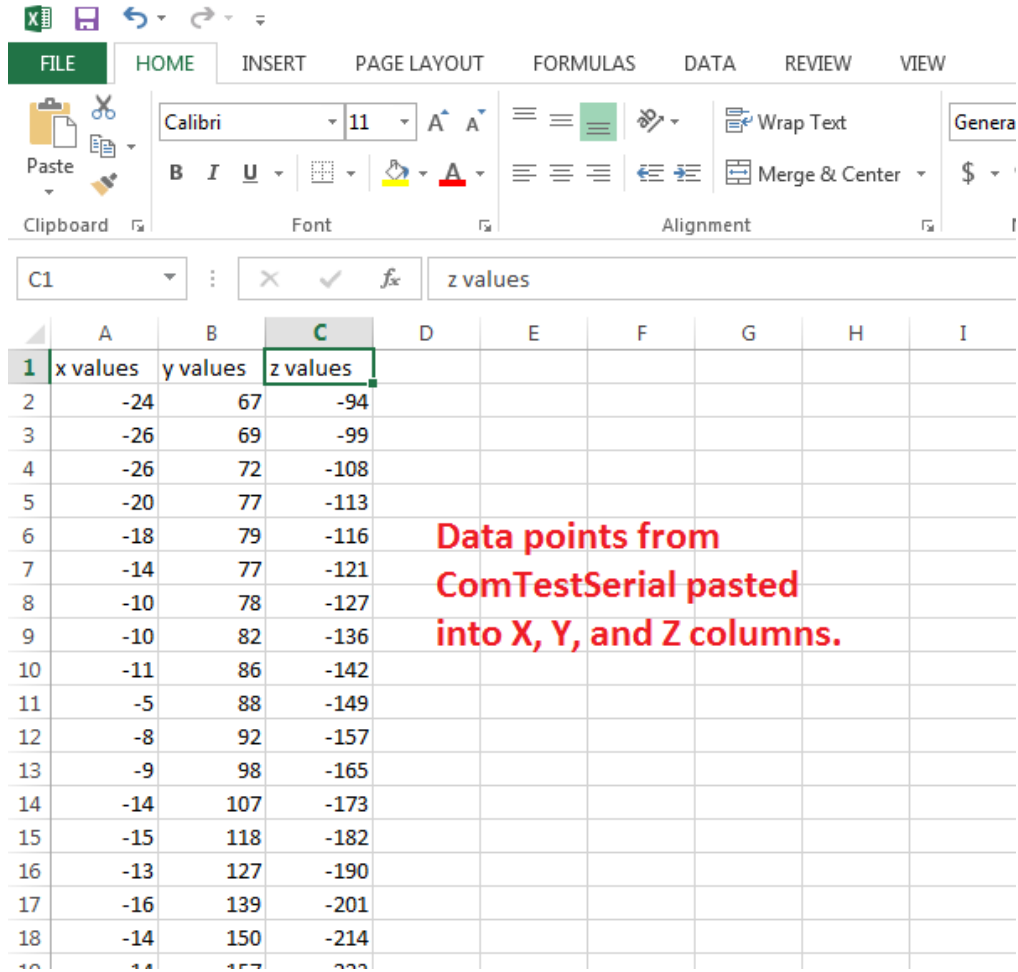 FILE HOME INSERT PAGE LAYOUT FORMULAS DATA REVIEW VIEW
Calibri 11 Wrap Text Genera
Paste B I U A Merge & Center $
Clipboard Font Alignment
C1 fx z values
A B C D E F G H I
1 x values y values z values
2 -24 67 -94
3 -26 69 -99
4 -26 72 -108
5 -20 77 -113
6 -18 79 -116
7 -14 77 -121
8 -10 78 -127
9 -10 82 -136
10 -11 86 -142
11 -5 88 -149
12 -8 92 -157
13 -9 98 -165
14 -14 107 -173
15 -15 118 -182
16 -13 127 -190
17 -16 139 -201
18 -14 150 -214
Data points from
ComTestSerial pasted
into X, Y, and Z columns.